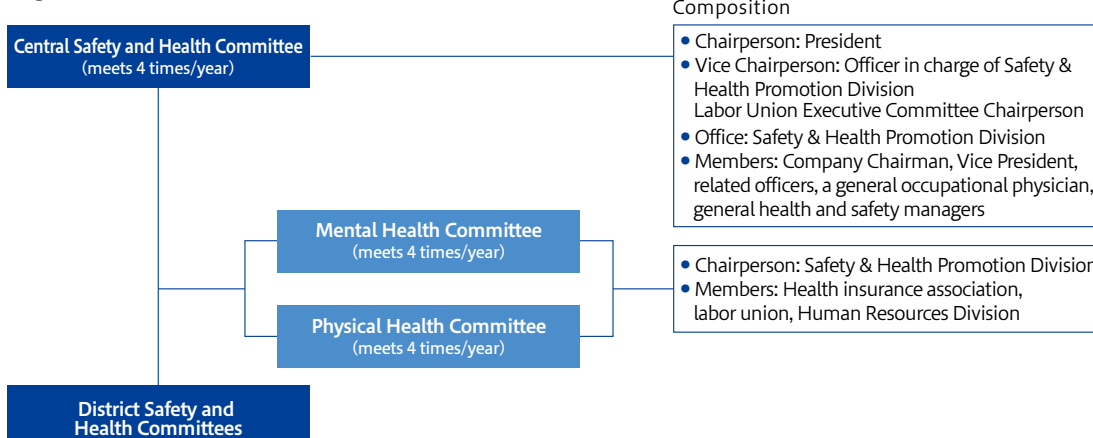 Composition
Central Safety and Health Committee
(meets 4 times/year)
• Chairperson: President
• Vice Chairperson: Officer in charge of Safety &
Health Promotion Division
Labor Union Executive Committee Chairperson
• Office: Safety & Health Promotion Division
• Members: Company Chairman, Vice President,
related officers, a general occupational physician,
general health and safety managers
Mental Health Committee
(meets 4 times/year)
Physical Health Committee
(meets 4 times/year)
• Chairperson: Safety & Health Promotion Division
• Members: Health insurance association,
labor union, Human Resources Division
District Safety and
Health Committees